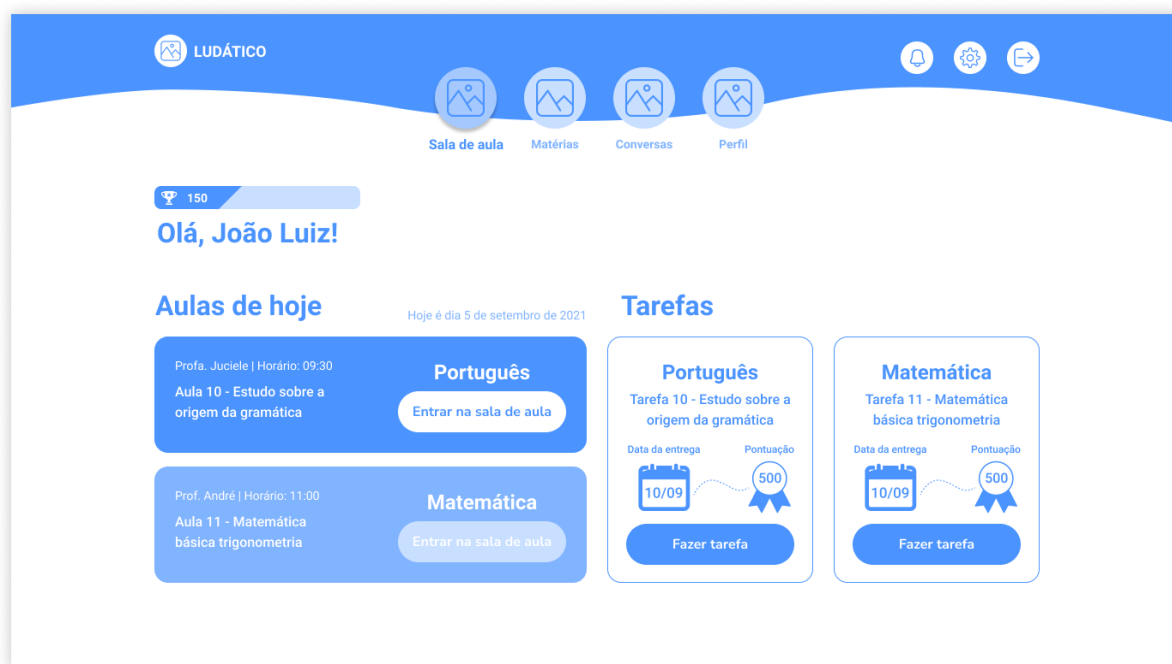 LUDÁTICO
Sala de aula
Matérias
Conversas
Perfil
150
Olá, João Luiz!
Aulas de hoje
Hoje é dia 5 de setembro de 2021
Profa. Juciele | Horário: 09:30
Aula 10 - Estudo sobre a
origem da gramática
Português
Entrar na sala de aula
Prof. André | Horário: 11:00
Aula 11 - Matemática
básica trigonometria
Matemática
Entrar na sala de aula
Tarefas
Português
Tarefa 10 - Estudo sobre a
origem da gramática
Data da entrega
Pontuação
10/09
500
Fazer tarefa
Matemática
Tarefa 11 - Matemática
básica trigonometria
Data da entrega
Pontuação
10/09
500
Fazer tarefa